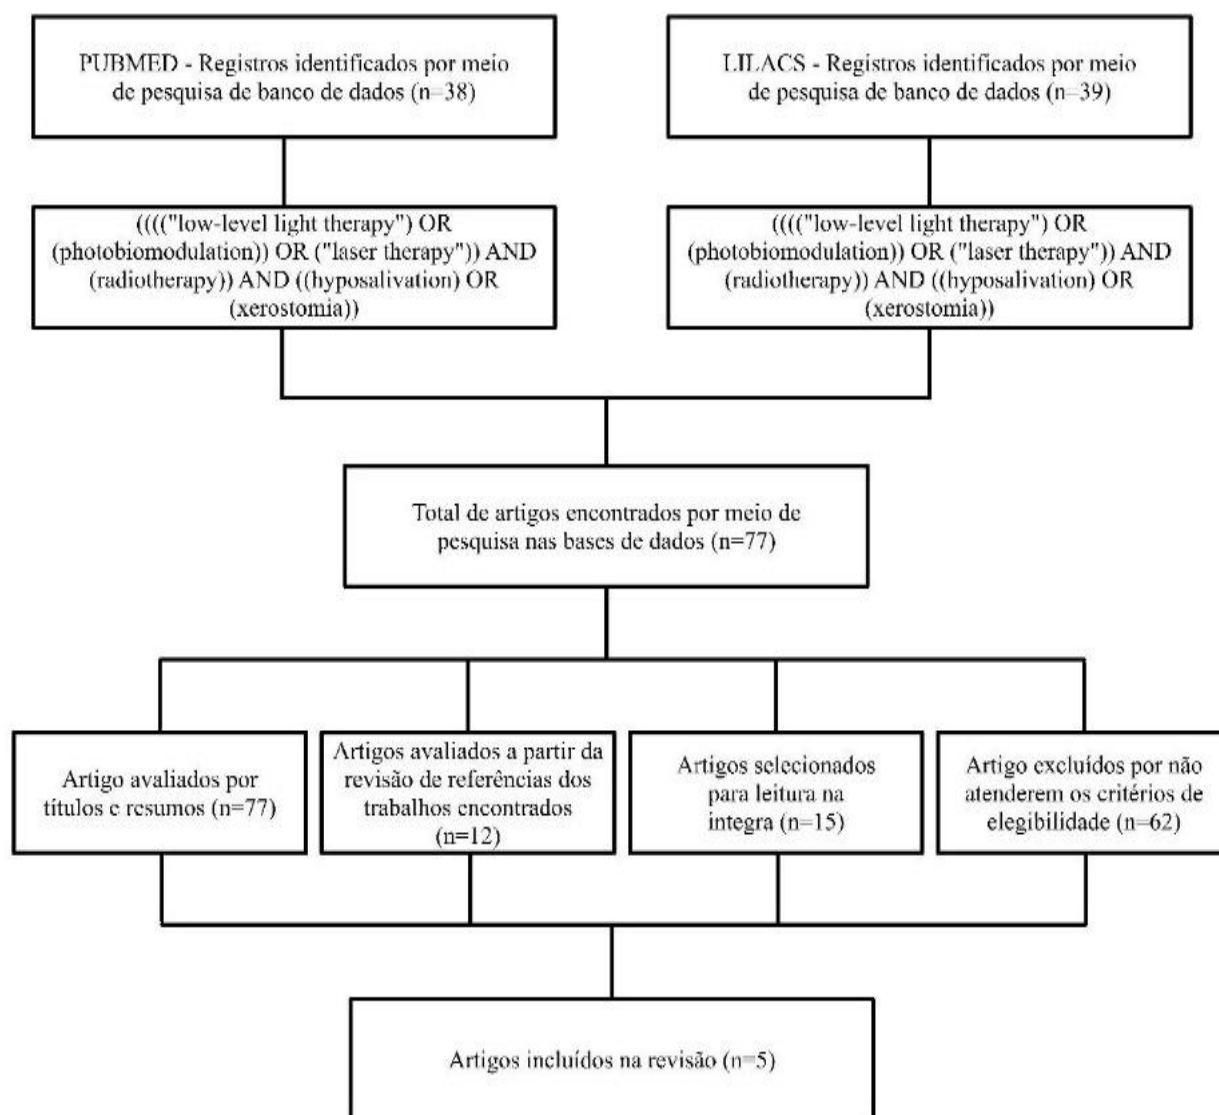 PUBMED - Registros identificados por meio
de pesquisa de banco de dados (n=38)
LILACS - Registros identificados por meio
de pesquisa de banco de dados (n=39)
(((("low-level light therapy") OR
(photobiomodulation)) OR ("laser therapy")) AND
(radiotherapy)) AND ((hyposalivation) OR
(xerostomia))
(((("low-level light therapy") OR
(photobiomodulation)) OR ("laser therapy")) AND
(radiotherapy)) AND ((hyposalivation) OR
(xerostomia))
Total de artigos encontrados por meio de
pesquisa nas bases de dados (n=77)
Artigo avaliados por
títulos e resumos (n=77)
Artigos avaliados a partir da
revisão de referências dos
trabalhos encontrados
(n=12)
Artigos selecionados
para leitura na
integra (n=15)
Artigo excluídos por não
atenderem os critérios de
elegibilidade (n=62)
Artigos incluídos na revisão (n=5)